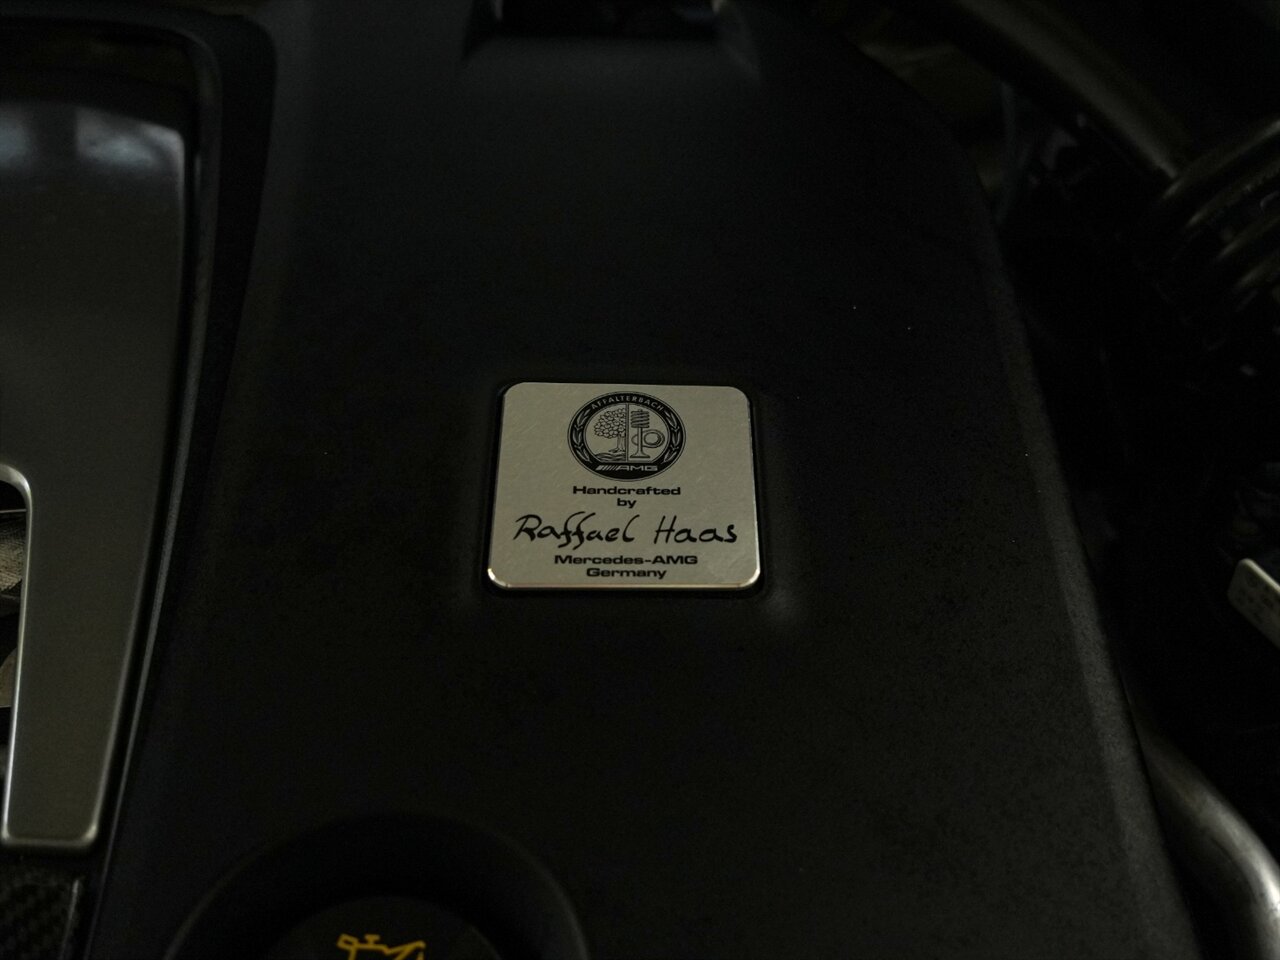 AFFALTERBACH
AMG
Handcrafted
by
Raffael Haas
Mercedes-AMG
Germany